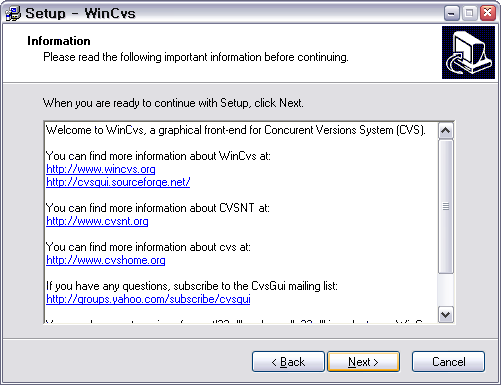 Setup - WinCvs
Information
Please read the following important information before continuing.
When you are ready to continue with Setup, click Next.
Welcome to WinCvs, a graphical front-end for Concurent Versions System (CVS).
You can find more information about WinCvs at:
http://www.wincvs.org
http://cvsgui.sourceforge.net/
You can find more information about CVSNT at:
http://www.cvsnt.org
You can find more information about cvs at:
http://www.cvshome.org
If you have any questions, subscribe to the CvsGui mailing list:
http://groups.yahoo.com/subscribe/cvsgui
< Back
Next >
Cancel